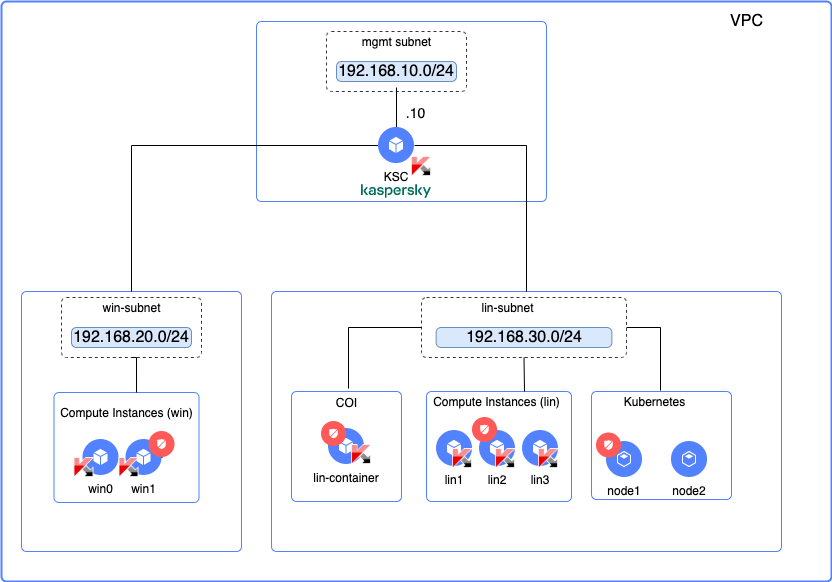 VPC
mgmt subnet
192.168.10.0/24
.10
KSC
kaspersky
win-subnet
192.168.20.0/24
Compute Instances (win)
win0
win1
lin-subnet
192.168.30.0/24
COI
lin-container
Compute Instances (lin)
lin1
lin2
lin3
Kubernetes
node1
node2